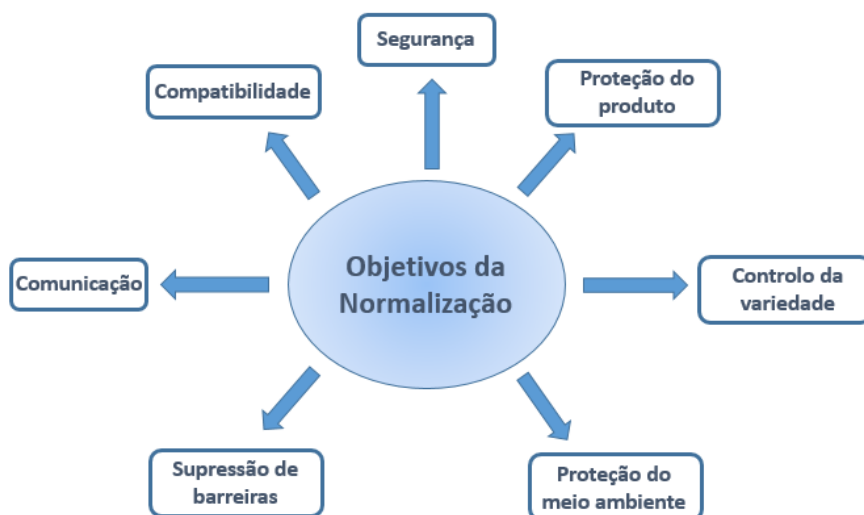 Segurança
Compatibilidade
Proteção do
produto
Objetivos da
Normalização
Comunicação
Controlo da
variedade
Supressão de
barreiras
Proteção do
meio ambiente